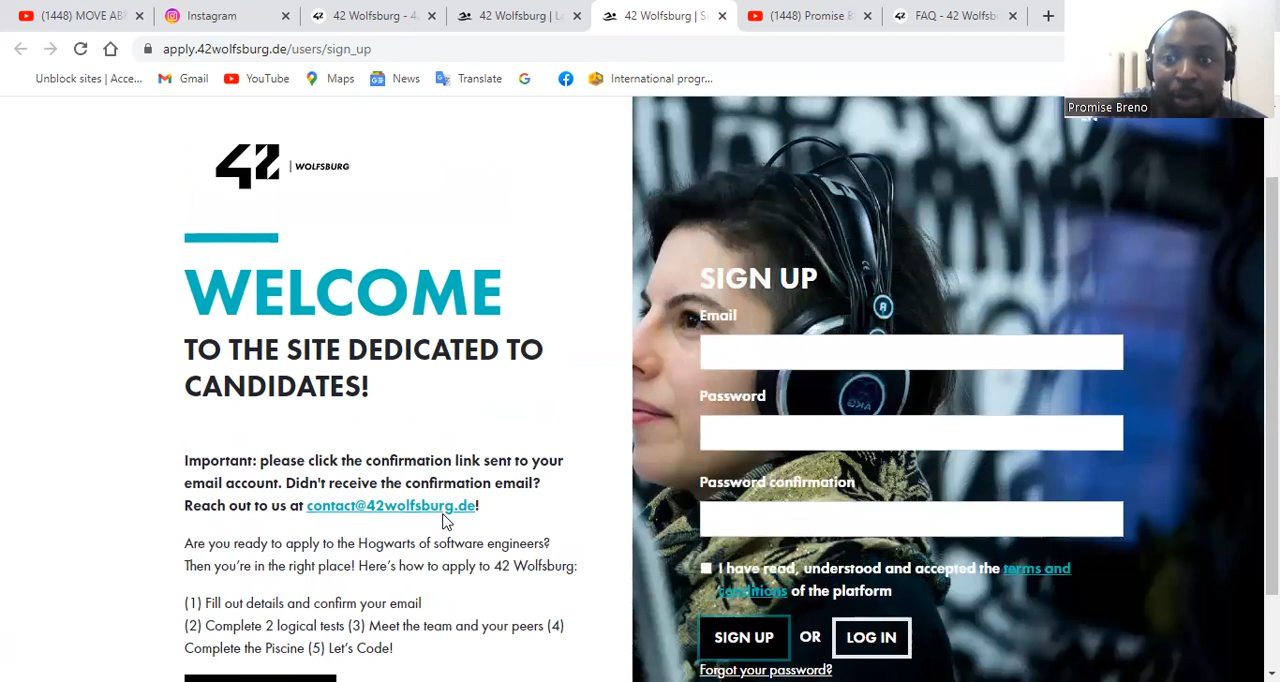 (1448) MOVE AB
Instagram
42 Wolfsburg - 4
42 Wolfsburg | L
42 Wolfsburg | S
(1448) Promise B
FAQ - 42 Wolfsb
apply.42wolfsburg.de/users/sign_up
Unblock sites | Acce...
Gmail
YouTube
Maps
News
Translate
International progr...
Promise Breno
EN
42 | WOLFSBURG
WELCOME
TO THE SITE DEDICATED TO
CANDIDATES!
Important: please click the confirmation link sent to your
email account. Didn't receive the confirmation email?
Reach out to us at contact@42wolfsburg.de!
Are you ready to apply to the Hogwarts of software engineers?
Then you're in the right place! Here's how to apply to 42 Wolfsburg:
(1) Fill out details and confirm your email
(2) Complete 2 logical tests (3) Meet the team and your peers (4)
Complete the Piscine (5) Let's Code!
SIGN UP
Email
Password
Password confirmation
I have read, understood and accepted the terms and
conditions of the platform
SIGN UP OR LOG IN
Forgot your password?